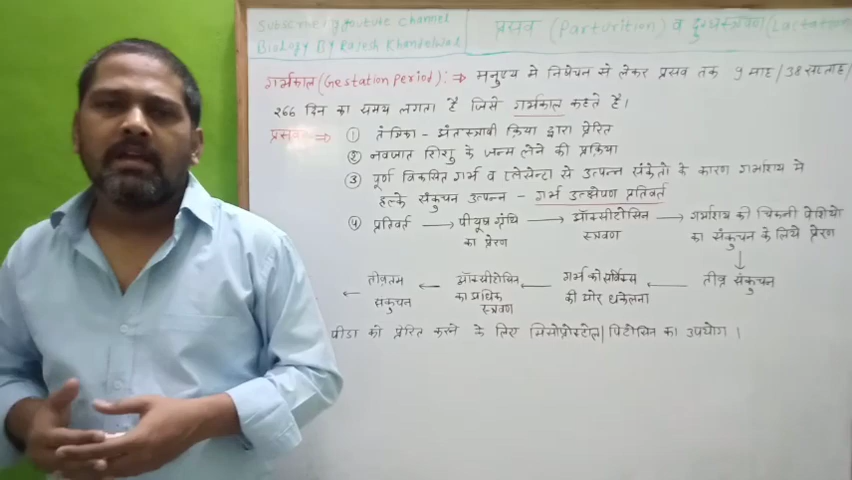 Subscribe my youtube channel
Biology By Rajesh Khandelwal
प्रसव (Parturition) व दुग्धस्त्रवण (Lactation)
गर्भकाल (Gestation Period): ⇒ मनुष्य मे निषेचन से लेकर प्रसव तक 9 माह / 38 सप्ताह /
266 दिन का समय लगता है जिसे गर्भकाल कहते है।
प्रसव ⇒ ① तंत्रिका - अंतस्त्रावी क्रिया द्वारा प्रेरित
② नवजात शिशु के जन्म लेने की प्रक्रिया
③ पूर्ण विकसित गर्भ व प्लेसेन्टा से उत्पन्न संकेतो के कारण गर्भाशय मे
हल्के संकुचन उत्पन्न - गर्भ उत्क्षेपण प्रतिवर्त
④ प्रतिवर्त → पीयूष ग्रंथि → ऑक्सीटोसिन → गर्भाशय की चिकनी पेशियो
का प्रेरण स्त्रवण का संकुचन के लिये प्रेरण
↓
तीव्रतम ← ऑक्सीटोसिन ← गर्भ को सर्विक्स ← तीव्र संकुचन
← संकुचन का अधिक स्त्रवण की ओर धकेलना
पीडा को प्रेरित करने के लिए मिसोप्रोस्टोल/पिटोसिन का उपयोग।